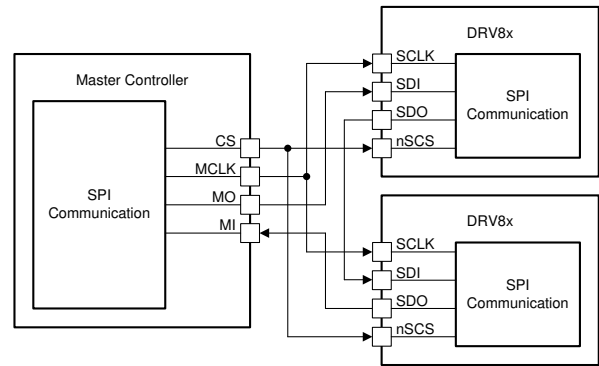 Master Controller
SPI
Communication
CS
MCLK
MO
MI
DRV8x
SCLK
SDI
SDO
nSCS
SPI
Communication
DRV8x
SCLK
SDI
SDO
nSCS
SPI
Communication